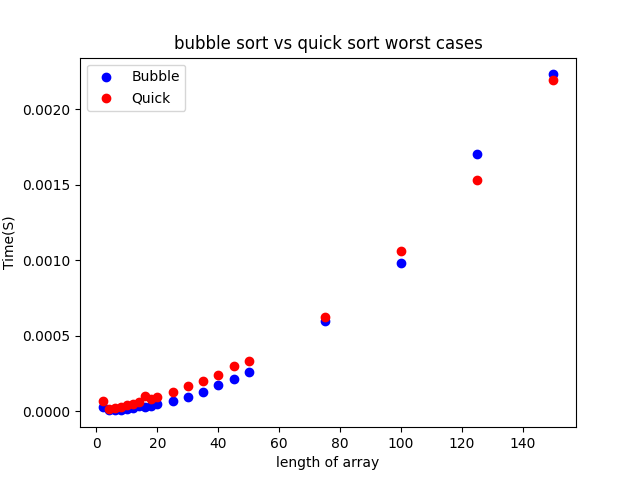 bubble sort vs quick sort worst cases
Bubble
Quick
Time(S)
0.0020
0.0015
0.0010
0.0005
0.0000
0 20 40 60 80 100 120 140
length of array